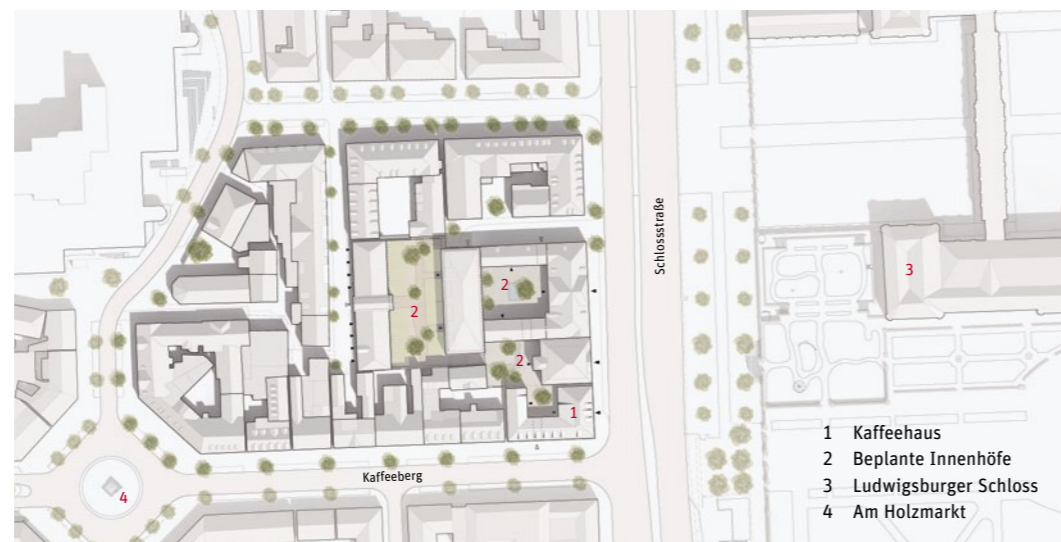 Schlossstraße
3
2
2
2
1
Kaffeeberg
4
1 Kaffeehaus
2 Beplante Innenhöfe
3 Ludwigsburger Schloss
4 Am Holzmarkt